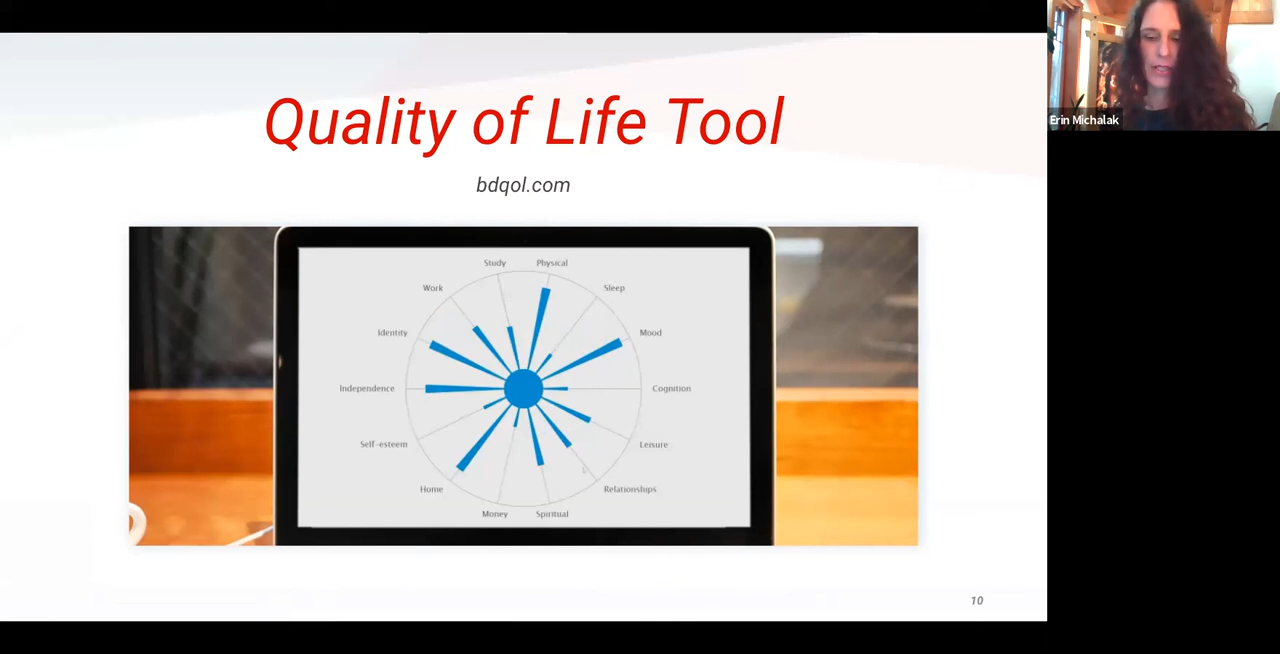 Quality of Life Tool
bdqol.com
Study
Physical
Work
Sleep
Identity
Mood
Independence
Cognition
Self-esteem
Leisure
Home
Relationships
Money
Spiritual
10
Erin Michalak